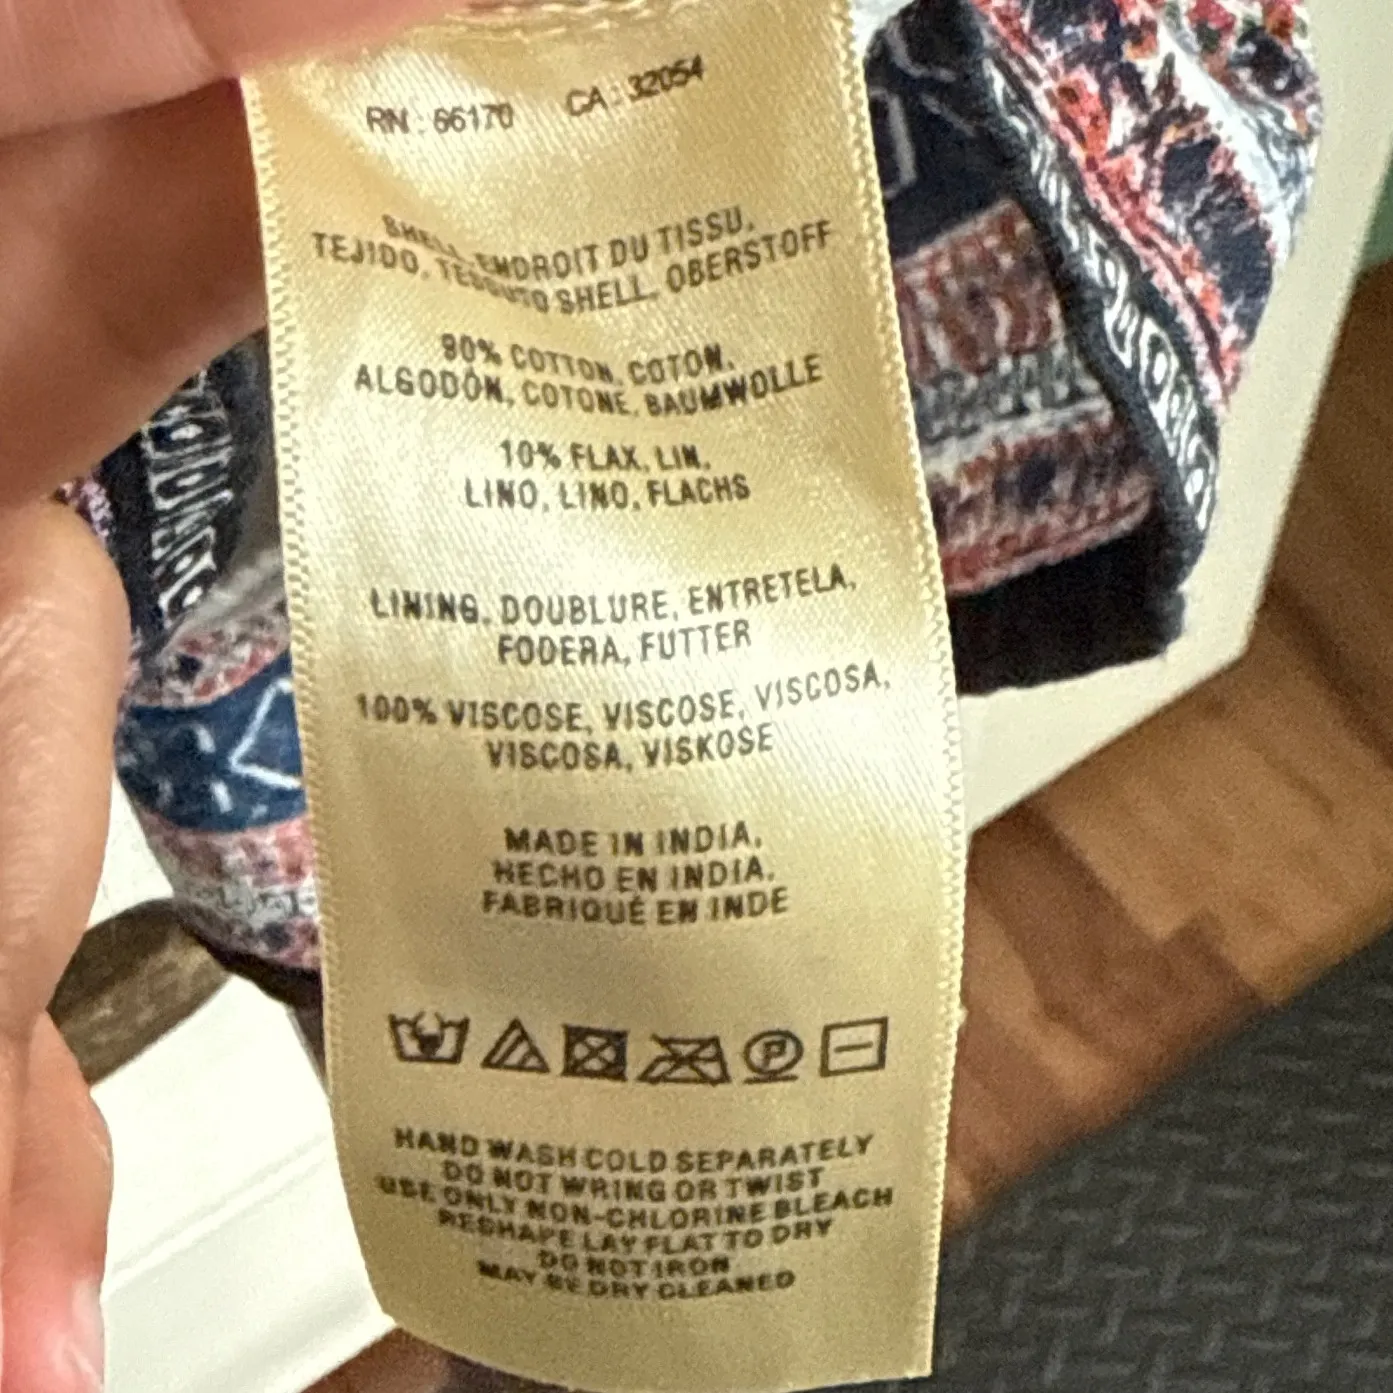 RN : 66170 CA : 32054
SHELL, ENDROIT DU TISSU,
TEJIDO, TESSUTO SHELL, OBERSTOFF
90% COTTON, COTON,
ALGODÓN, COTONE, BAUMWOLLE
10% FLAX, LIN,
LINO, LINO, FLACHS
LINING, DOUBLURE, ENTRETELA,
FODERA, FUTTER
100% VISCOSE, VISCOSE, VISCOSA,
VISCOSA, VISKOSE
MADE IN INDIA,
HECHO EN INDIA,
FABRIQUÉ EN INDE
P
HAND WASH COLD SEPARATELY
DO NOT WRING OR TWIST
USE ONLY NON-CHLORINE BLEACH
RESHAPE LAY FLAT TO DRY
DO NOT IRON
MAY BE DRY CLEANED